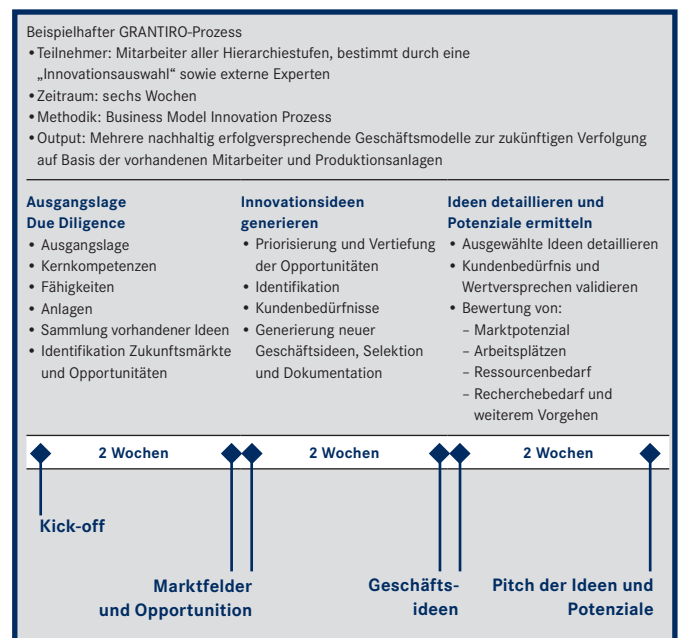 Beispielhafter GRANTIRO-Prozess
• Teilnehmer: Mitarbeiter aller Hierarchiestufen, bestimmt durch eine
„Innovationsauswahl“ sowie externe Experten
• Zeitraum: sechs Wochen
• Methodik: Business Model Innovation Prozess
• Output: Mehrere nachhaltig erfolgversprechende Geschäftsmodelle zur zukünftigen Verfolgung
auf Basis der vorhandenen Mitarbeiter und Produktionsanlagen
Ausgangslage
Due Diligence
• Ausgangslage
• Kernkompetenzen
• Fähigkeiten
• Anlagen
• Sammlung vorhandener Ideen
• Identifikation Zukunftsmärkte
und Opportunitäten
Innovationsideen
generieren
• Priorisierung und Vertiefung
der Opportunitäten
• Identifikation
• Kundenbedürfnisse
• Generierung neuer
Geschäftsideen, Selektion
und Dokumentation
Ideen detaillieren und
Potenziale ermitteln
• Ausgewählte Ideen detaillieren
• Kundenbedürfnis und
Wertversprechen validieren
• Bewertung von:
– Marktpotenzial
– Arbeitsplätzen
– Ressourcenbedarf
– Recherchebedarf und
weiterem Vorgehen
2 Wochen
2 Wochen
2 Wochen
Kick-off
Marktfelder
und Opportunition
Geschäfts-
ideen
Pitch der Ideen und
Potenziale